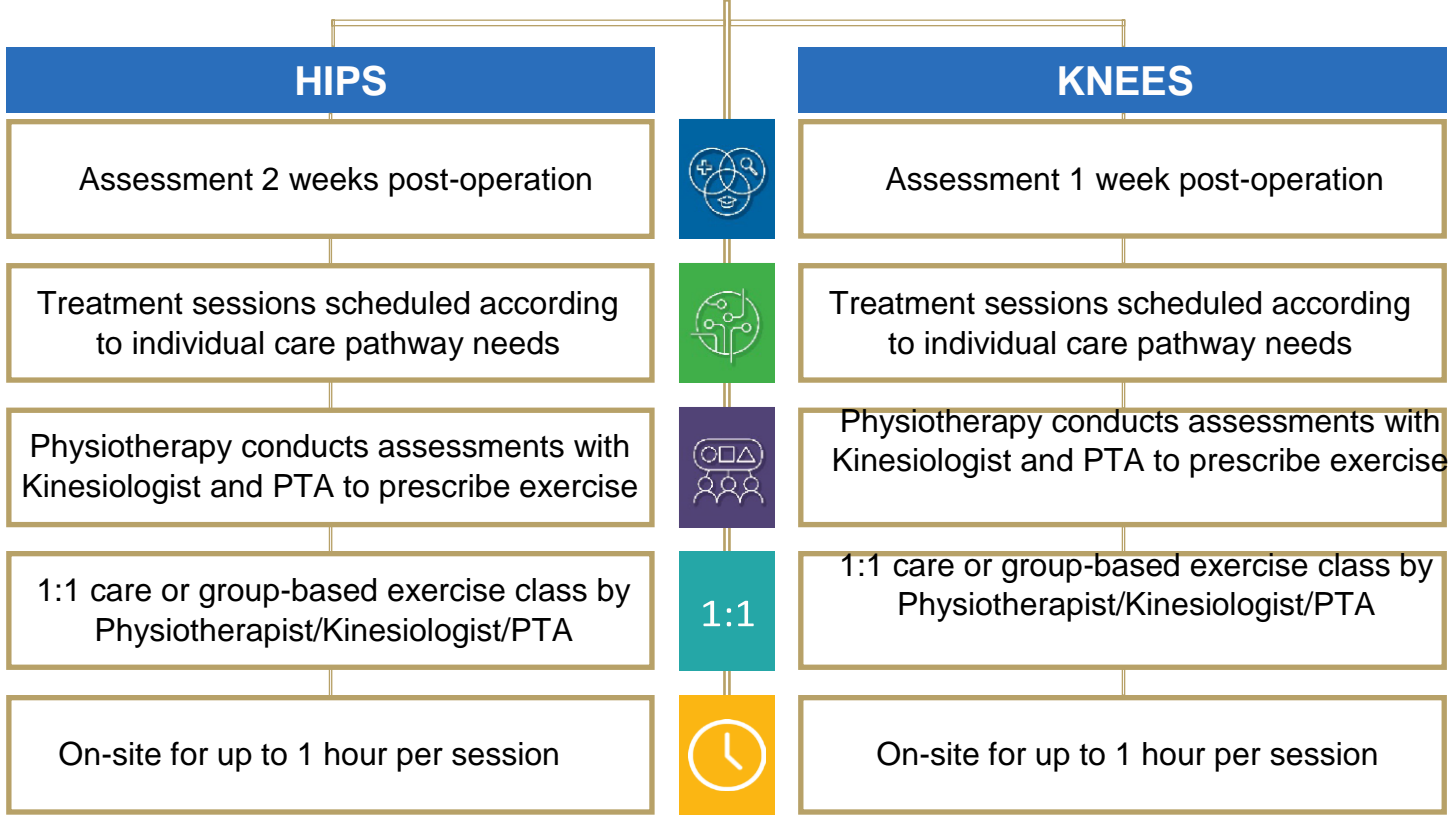 HIPS
KNEES
Assessment 2 weeks post-operation
Assessment 1 week post-operation
Treatment sessions scheduled according
to individual care pathway needs
Treatment sessions scheduled according
to individual care pathway needs
Physiotherapy conducts assessments with
Kinesiologist and PTA to prescribe exercise
Physiotherapy conducts assessments with
Kinesiologist and PTA to prescribe exercise
1:1 care or group-based exercise class by
Physiotherapist/Kinesiologist/PTA
1:1
1:1 care or group-based exercise class by
Physiotherapist/Kinesiologist/PTA
On-site for up to 1 hour per session
On-site for up to 1 hour per session